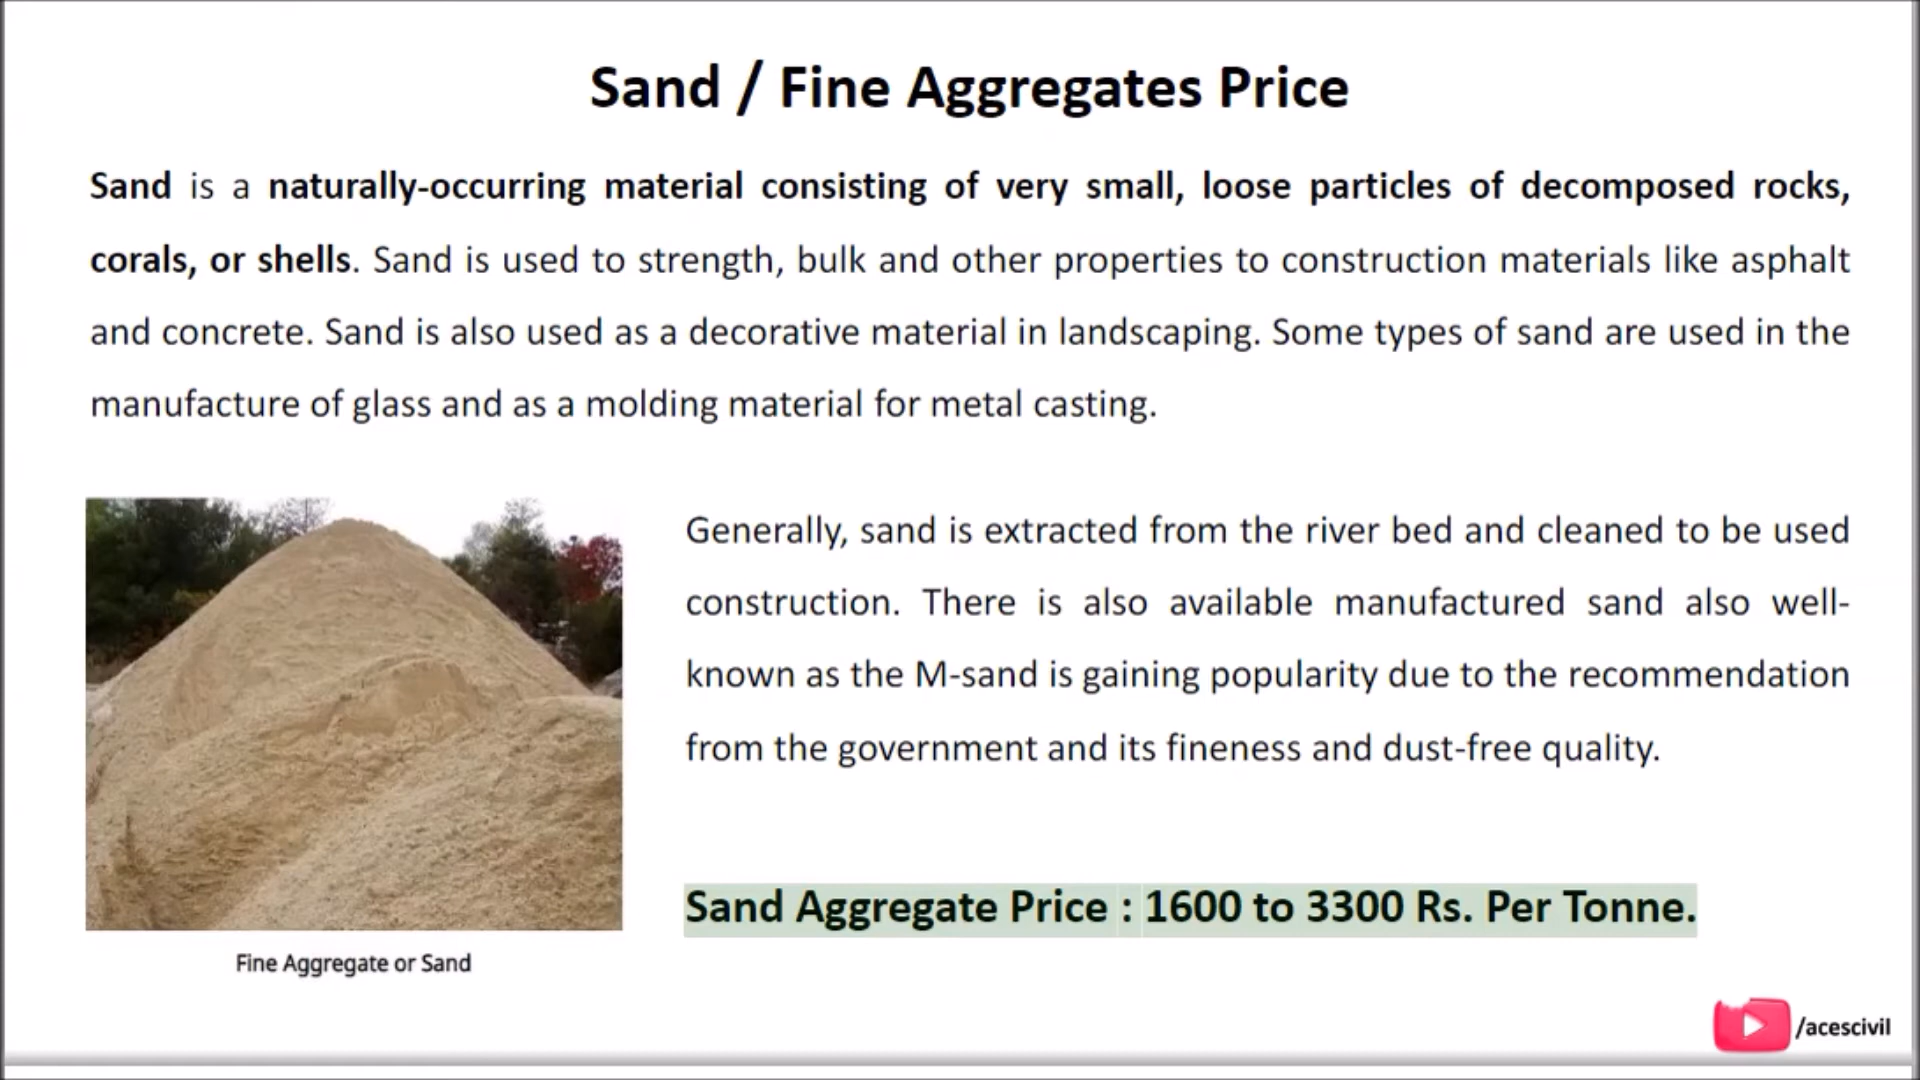 Sand / Fine Aggregates Price
Sand is a naturally-occurring material consisting of very small, loose particles of decomposed rocks,
corals, or shells. Sand is used to strength, bulk and other properties to construction materials like asphalt
and concrete. Sand is also used as a decorative material in landscaping. Some types of sand are used in the
manufacture of glass and as a molding material for metal casting.
Generally, sand is extracted from the river bed and cleaned to be used
construction. There is also available manufactured sand also well-
known as the M-sand is gaining popularity due to the recommendation
from the government and its fineness and dust-free quality.
Sand Aggregate Price : 1600 to 3300 Rs. Per Tonne.
Fine Aggregate or Sand
/acescivil